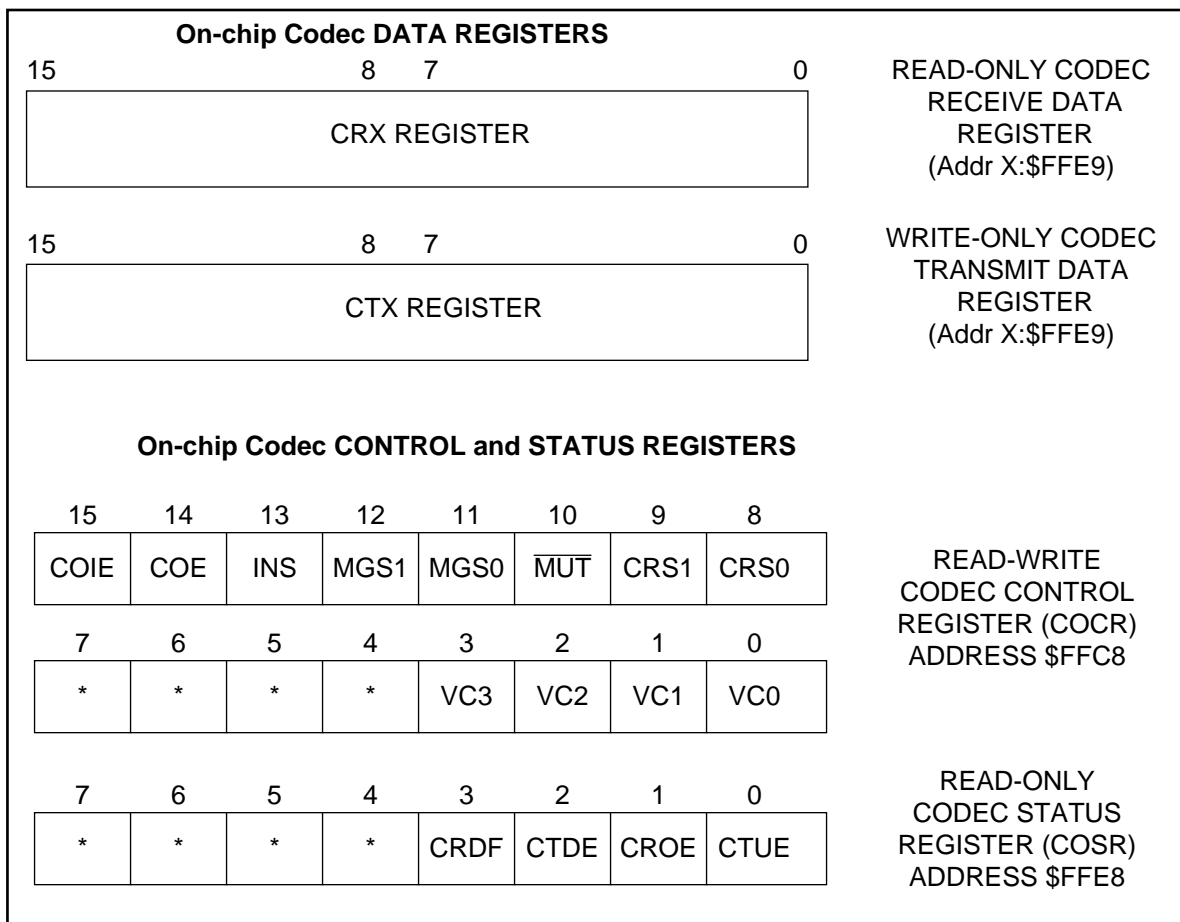 On-chip Codec DATA REGISTERS
15 8 7 0
CRX REGISTER
READ-ONLY CODEC
RECEIVE DATA
REGISTER
(Addr X:$FFE9)
15 8 7 0
CTX REGISTER
WRITE-ONLY CODEC
TRANSMIT DATA
REGISTER
(Addr X:$FFE9)
On-chip Codec CONTROL and STATUS REGISTERS
15 14 13 12 11 10 9 8
COIE COE INS MGS1 MGS0 M̅U̅T̅ CRS1 CRS0
7 6 5 4 3 2 1 0
* * * * VC3 VC2 VC1 VC0
READ-WRITE
CODEC CONTROL
REGISTER (COCR)
ADDRESS $FFC8
7 6 5 4 3 2 1 0
* * * * CRDF CTDE CROE CTUE
READ-ONLY
CODEC STATUS
REGISTER (COSR)
ADDRESS $FFE8